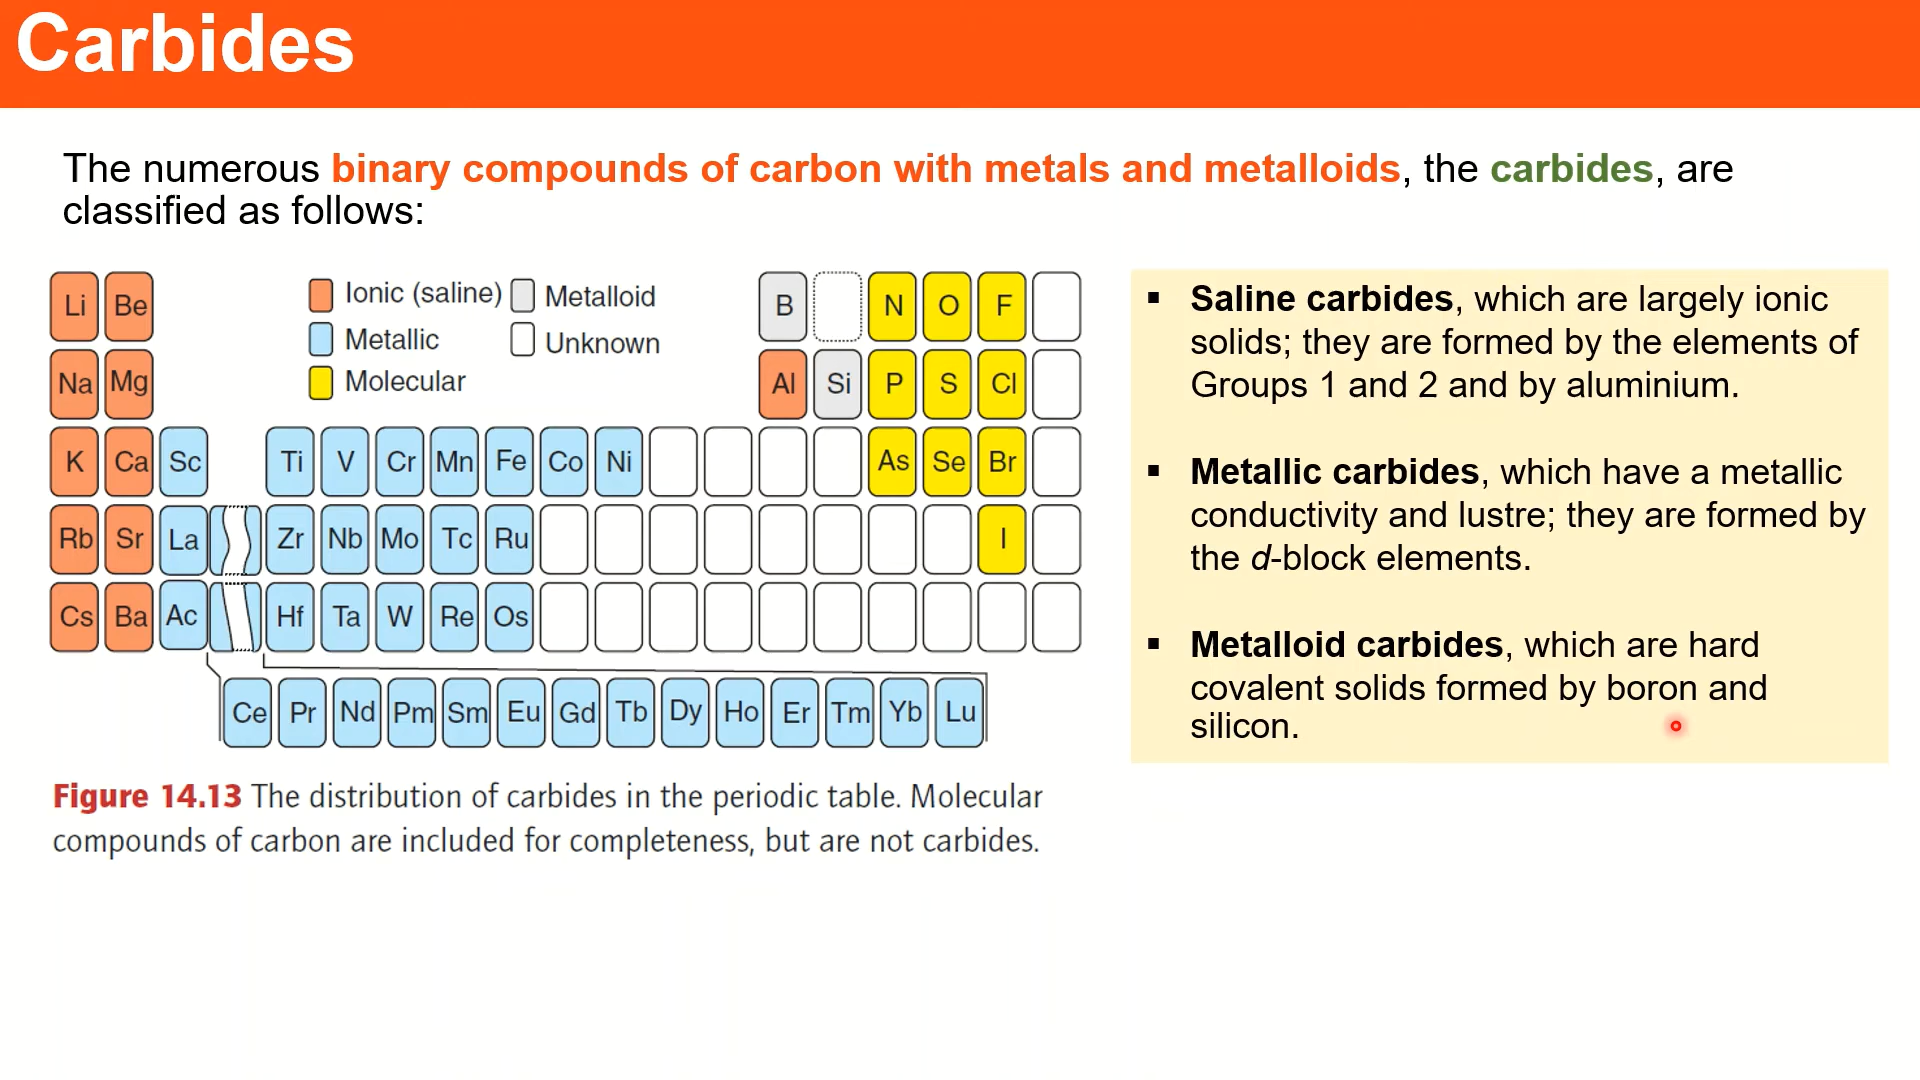 Carbides
The numerous binary compounds of carbon with metals and metalloids, the carbides, are
classified as follows:
Ionic (saline)
Metallic
Molecular
Metalloid
Unknown
Li Be B N O F
Na Mg Al Si P S Cl
K Ca Sc Ti V Cr Mn Fe Co Ni As Se Br
Rb Sr La Zr Nb Mo Tc Ru I
Cs Ba Ac Hf Ta W Re Os
Ce Pr Nd Pm Sm Eu Gd Tb Dy Ho Er Tm Yb Lu
Figure 14.13 The distribution of carbides in the periodic table. Molecular
compounds of carbon are included for completeness, but are not carbides.
▪ Saline carbides, which are largely ionic
solids; they are formed by the elements of
Groups 1 and 2 and by aluminium.
▪ Metallic carbides, which have a metallic
conductivity and lustre; they are formed by
the d-block elements.
▪ Metalloid carbides, which are hard
covalent solids formed by boron and
silicon.